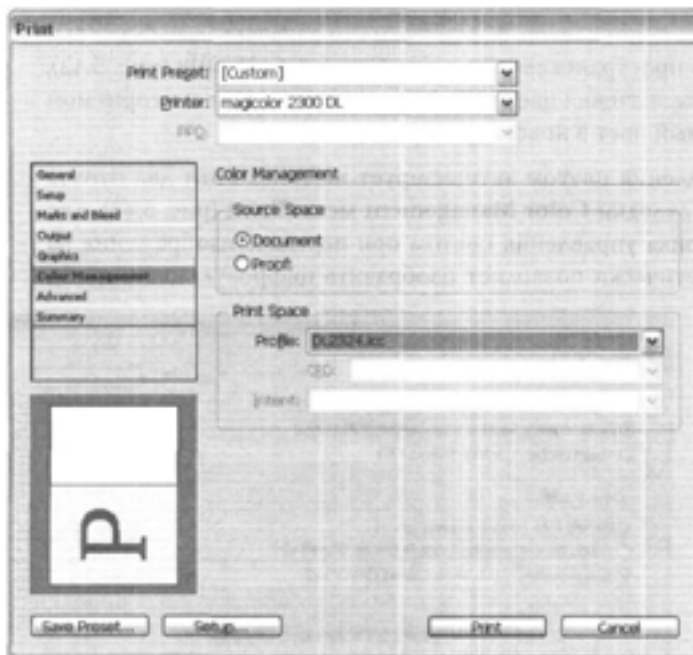 Print
Print Preset: [Custom]
Printer: magicolor 2300 DL
PPD:
General
Setup
Marks and Bleed
Output
Graphics
Color Management
Advanced
Summary
Color Management
Source Space
Document
Proof:
Print Space
Profile: DL2324.icc
CRD:
Intent:
P
Save Preset...
Setup...
Print
Cancel